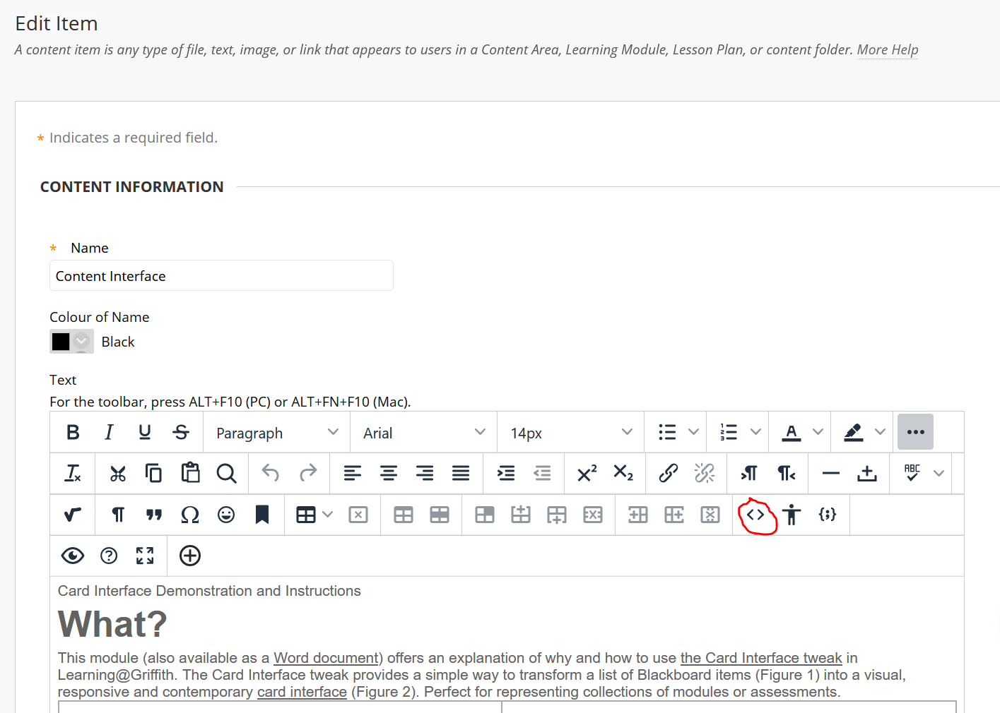 Edit Item
A content item is any type of file, text, image, or link that appears to users in a Content Area, Learning Module, Lesson Plan, or content folder. More Help
* Indicates a required field.
CONTENT INFORMATION
* Name
Content Interface
Colour of Name
Black
Text
For the toolbar, press ALT+F10 (PC) or ALT+FN+F10 (Mac).
B I U S Paragraph Arial 14px A
ABC
Card Interface Demonstration and Instructions
What?
This module (also available as a Word document) offers an explanation of why and how to use the Card Interface tweak in
Learning@Griffith. The Card Interface tweak provides a simple way to transform a list of Blackboard items (Figure 1) into a visual,
responsive and contemporary card interface (Figure 2). Perfect for representing collections of modules or assessments.